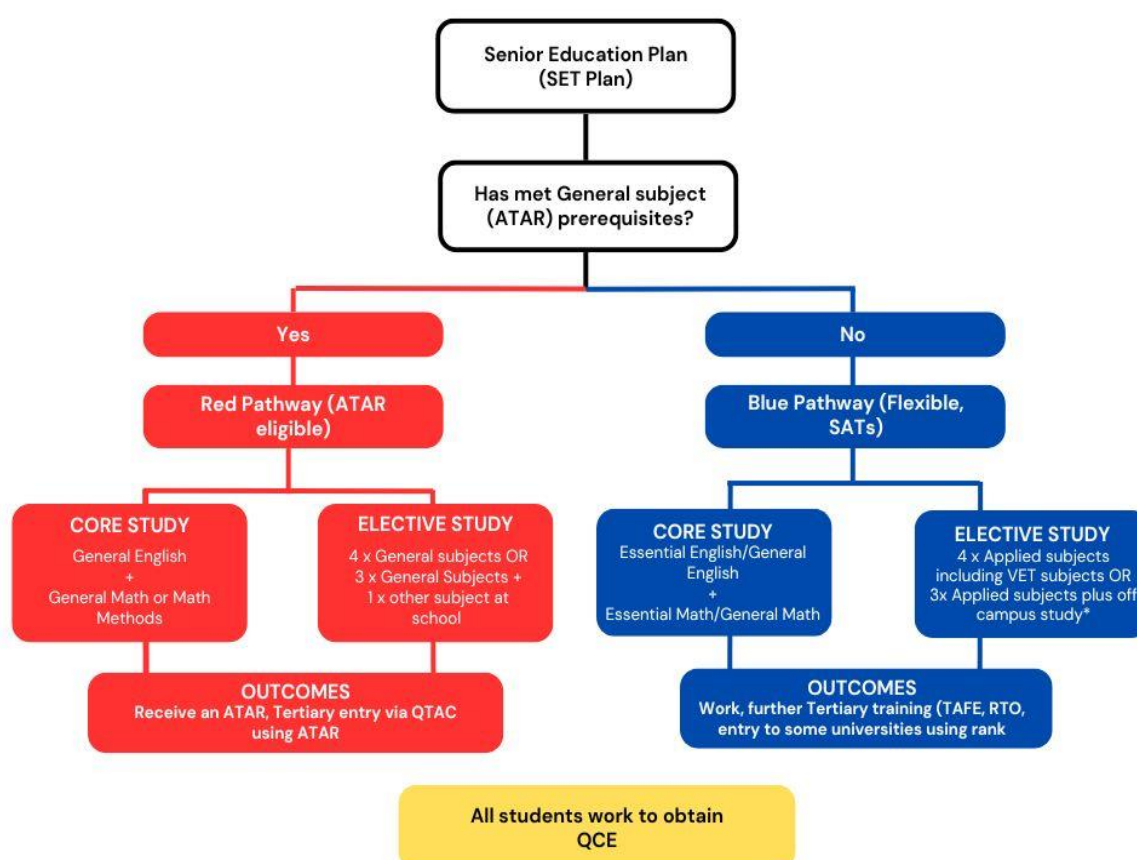 Senior Education Plan
(SET Plan)
Has met General subject
(ATAR) prerequisites?
Yes
No
Red Pathway (ATAR
eligible)
Blue Pathway (Flexible,
SATs)
CORE STUDY
General English
+
General Math or Math
Methods
ELECTIVE STUDY
4 x General subjects OR
3 x General Subjects +
1 x other subject at
school
CORE STUDY
Essential English/General
English
+
Essential Math/General Math
ELECTIVE STUDY
4 x Applied subjects
including VET subjects OR
3x Applied subjects plus off
campus study*
OUTCOMES
Receive an ATAR, Tertiary entry via QTAC
using ATAR
OUTCOMES
Work, further Tertiary training (TAFE, RTO,
entry to some universities using rank
All students work to obtain
QCE